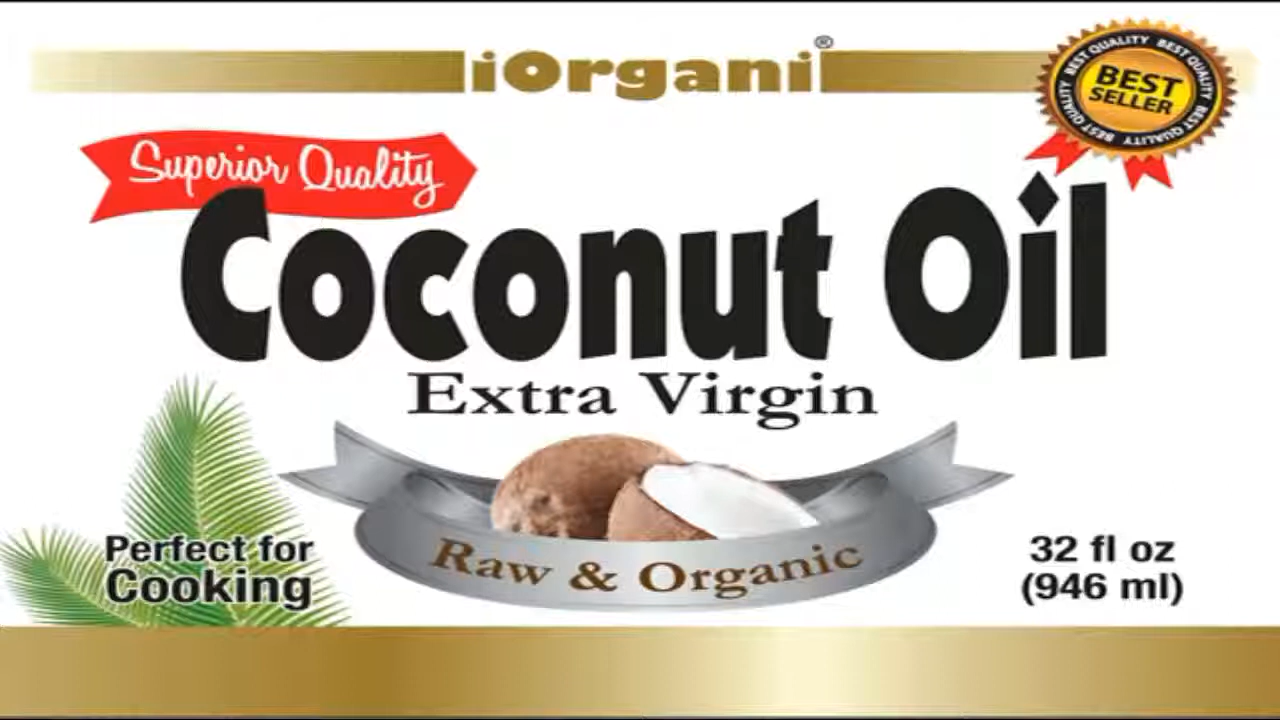 iOrgani®
BEST QUALITY BEST QUALITY BEST QUALITY BEST QUALITY
BEST
SELLER
Superior Quality
Coconut Oil
Extra Virgin
Raw & Organic
Perfect for
Cooking
32 fl oz
(946 ml)